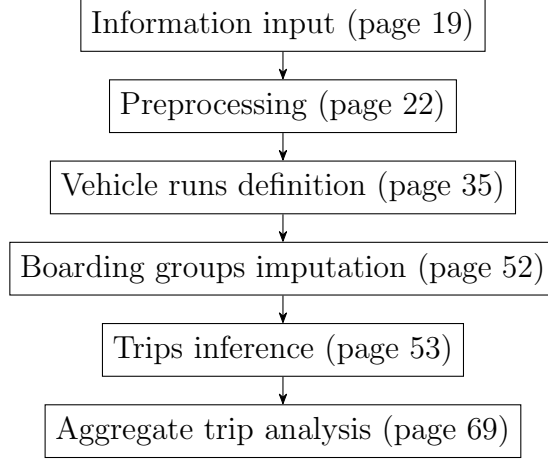 Information input (page 19)
Preprocessing (page 22)
Vehicle runs definition (page 35)
Boarding groups imputation (page 52)
Trips inference (page 53)
Aggregate trip analysis (page 69)